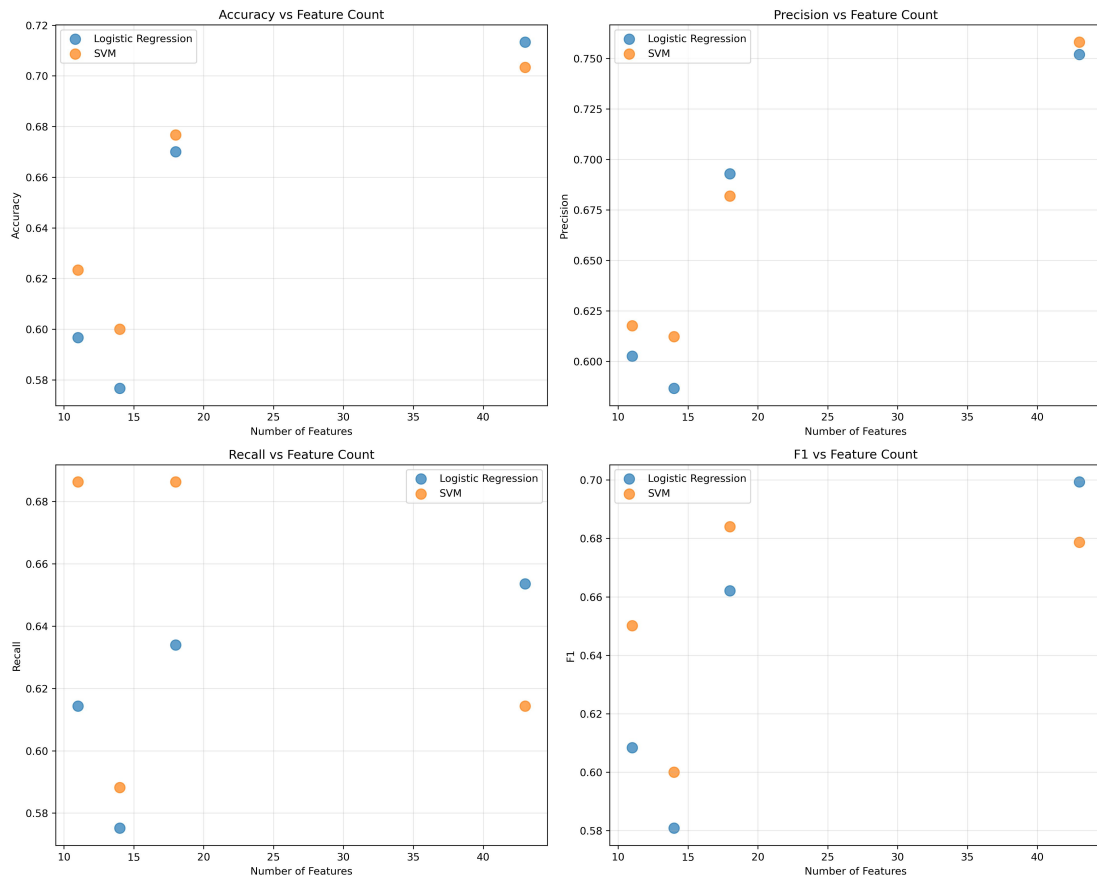 Accuracy vs Feature Count
Logistic Regression
SVM
0.72
0.70
0.68
0.66
0.64
0.62
0.60
0.58
Accuracy
10 15 20 25 30 35 40
Number of Features
Precision vs Feature Count
Logistic Regression
SVM
0.750
0.725
0.700
0.675
0.650
0.625
0.600
Precision
10 15 20 25 30 35 40
Number of Features
Recall vs Feature Count
Logistic Regression
SVM
0.68
0.66
0.64
0.62
0.60
0.58
Recall
10 15 20 25 30 35 40
Number of Features
F1 vs Feature Count
Logistic Regression
SVM
0.70
0.68
0.66
0.64
0.62
0.60
0.58
F1
10 15 20 25 30 35 40
Number of Features